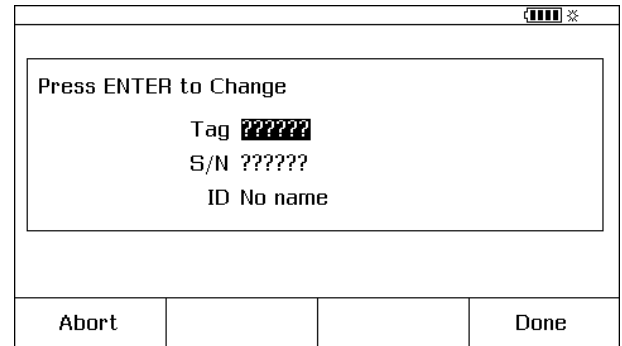 Press ENTER to Change
Tag ??????
S/N ??????
ID No name
Abort Done